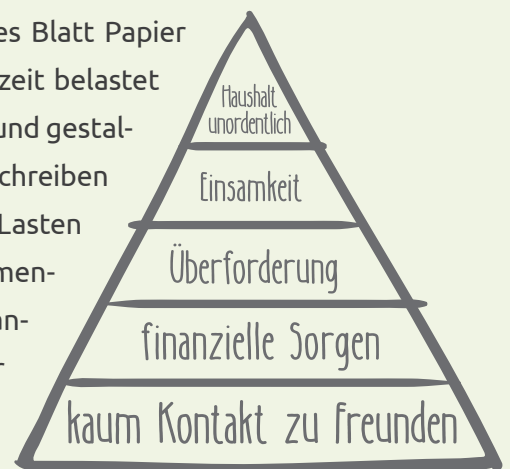 es Blatt Papier
zeit belastet
und gestal-
chreiben
Lasten
men-
an-
Haushalt
unordentlich
Einsamkeit
Überforderung
finanzielle Sorgen
kaum Kontakt zu Freunden